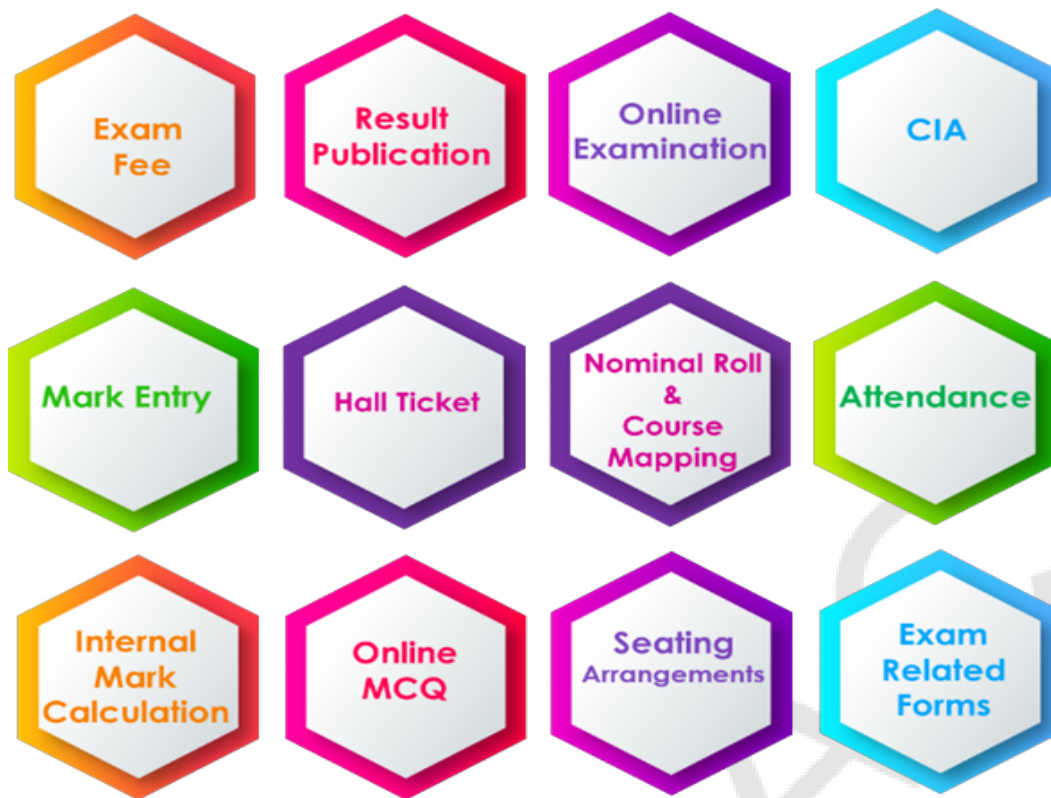 Exam
Fee
Result
Publication
Online
Examination
CIA
Mark Entry
Hall Ticket
Nominal Roll
&
Course
Mapping
Attendance
Internal
Mark
Calculation
Online
MCQ
Seating
Arrangements
Exam
Related
Forms